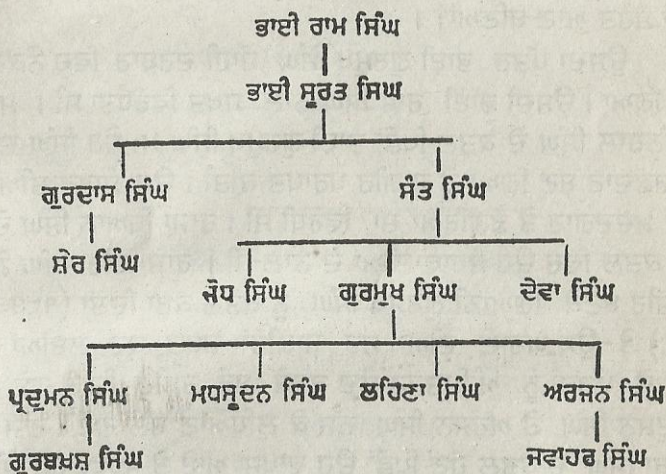 ਭਾਈ ਰਾਮ ਸਿੰਘ
ਭਾਈ ਸੂਰਤ ਸਿਘ
ਗੁਰਦਾਸ ਸਿੰਘ ਸੰਤ ਸਿੰਘ
ਸ਼ੇਰ ਸਿੰਘ
ਜੋਧ ਸਿੰਘ ਗੁਰਮੁਖ ਸਿੰਘ ਦੇਵਾ ਸਿੰਘ
ਪ੍ਰਦੁਮਨ ਸਿੰਘ ਮਧਸੂਦਨ ਸਿੰਘ ਲਹਿਣਾ ਸਿੰਘ ਅਰਜਨ ਸਿੰਘ
ਗੁਰਬਖ਼ਸ਼ ਸਿੰਘ ਜਵਾਹਰ ਸਿੰਘ